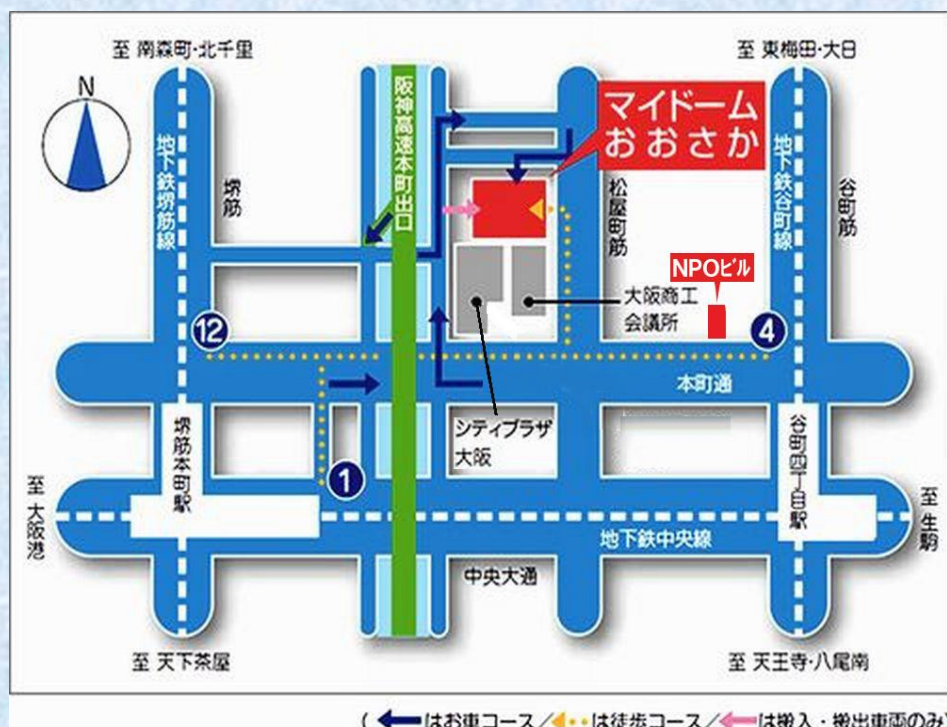 至 南森町・北千里
至 東梅田・大日
N
阪神高速本町出口
マイドーム
おおさか
地下鉄堺筋線
堺筋
松屋町筋
地下鉄谷町線
谷町筋
NPOビル
大阪商工
会議所
12
4
本町通
シティプラザ
大阪
堺筋本町駅
谷町四丁目駅
1
至 大阪港
至 生駒
地下鉄中央線
中央大通
至 天下茶屋
至 天王寺・八尾南
(はお車コース/は徒歩コース/は搬入・搬出車両のみ)